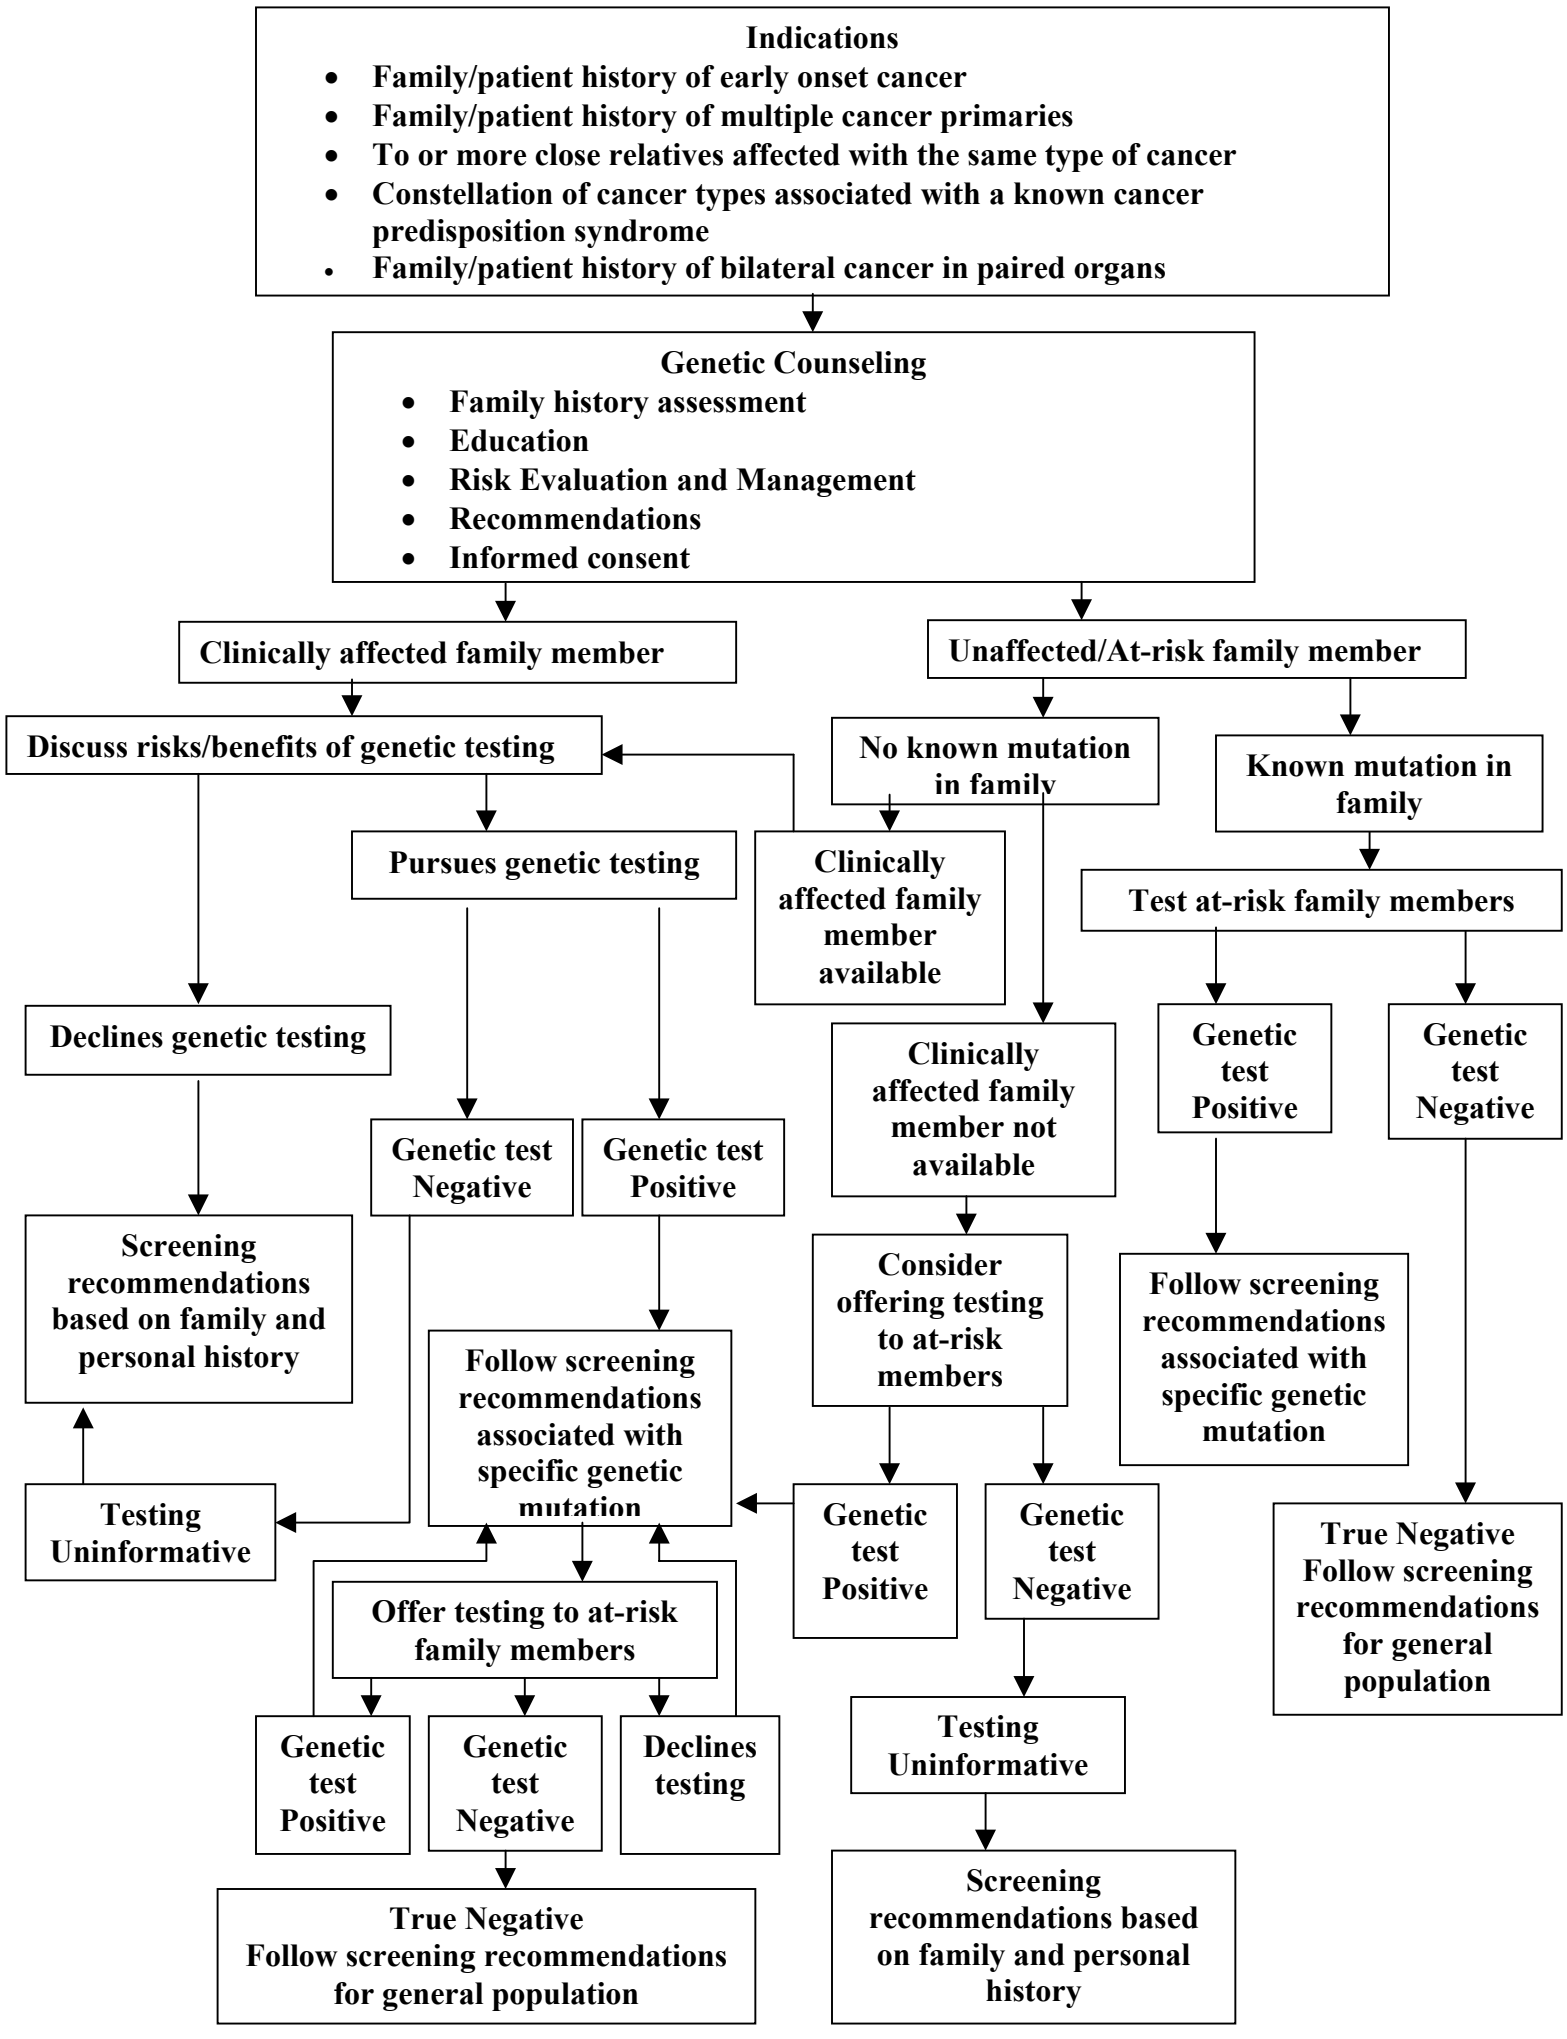 Indications
• Family/patient history of early onset cancer
• Family/patient history of multiple cancer primaries
• To or more close relatives affected with the same type of cancer
• Constellation of cancer types associated with a known cancer
predisposition syndrome
• Family/patient history of bilateral cancer in paired organs
Genetic Counseling
• Family history assessment
• Education
• Risk Evaluation and Management
• Recommendations
• Informed consent
Clinically affected family member
Unaffected/At-risk family member
Discuss risks/benefits of genetic testing
No known mutation
in family
Known mutation in
family
Pursues genetic testing
Clinically
affected family
member
available
Test at-risk family members
Declines genetic testing
Clinically
affected family
member not
available
Genetic
test
Positive
Genetic
test
Negative
Genetic test
Negative
Genetic test
Positive
Screening
recommendations
based on family and
personal history
Consider
offering testing
to at-risk
members
Follow screening
recommendations
associated with
specific genetic
mutation
Follow screening
recommendations
associated with
specific genetic
mutation
Testing
Uninformative
Genetic
test
Positive
Genetic
test
Negative
True Negative
Follow screening
recommendations
for general
population
Offer testing to at-risk
family members
Genetic
test
Positive
Genetic
test
Negative
Declines
testing
Testing
Uninformative
True Negative
Follow screening recommendations
for general population
Screening
recommendations based
on family and personal
history